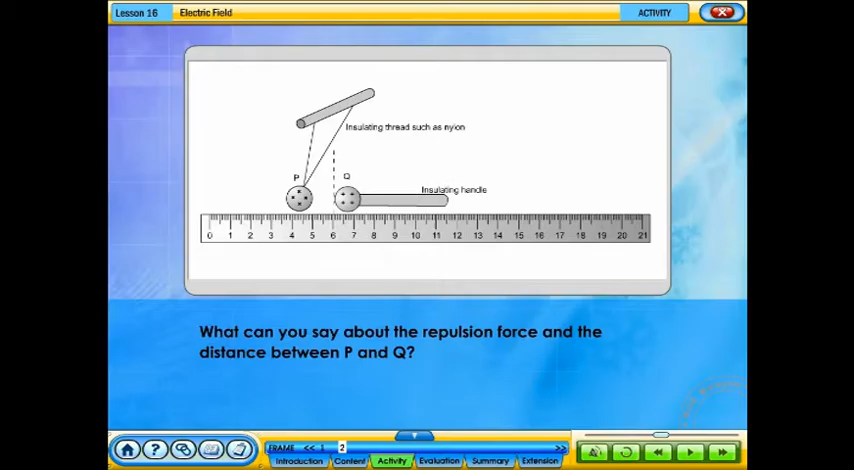 Lesson 16
Electric Field
ACTIVITY
Insulating thread such as nylon
P
Q
Insulating handle
0 1 2 3 4 5 6 7 8 9 10 11 12 13 14 15 16 17 18 19 20 21
What can you say about the repulsion force and the
distance between P and Q?
FRAME << 1 2 >>
Introduction Content Activity Evaluation Summary Extension